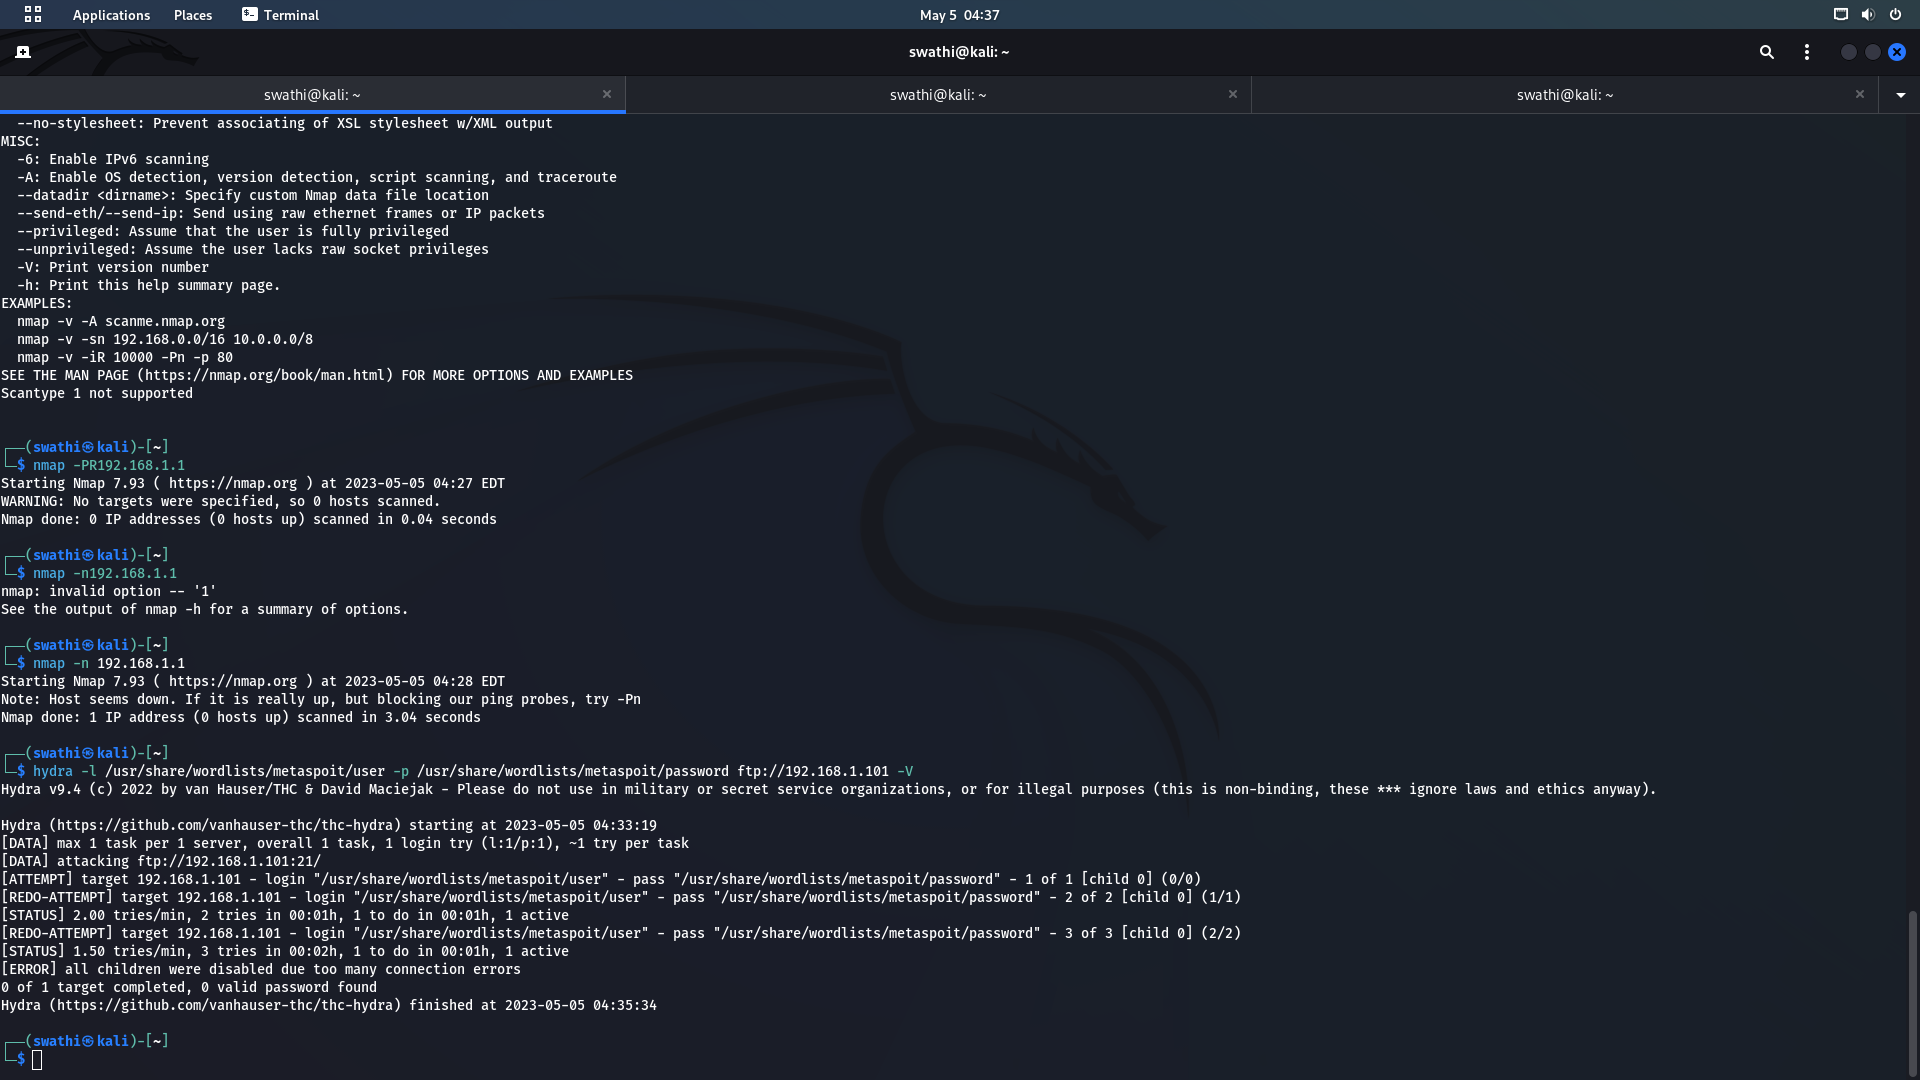 Applications Places Terminal May 5 04:37
swathi@kali: ~
swathi@kali: ~ swathi@kali: ~ swathi@kali: ~
  --no-stylesheet: Prevent associating of XSL stylesheet w/XML output
MISC:
  -6: Enable IPv6 scanning
  -A: Enable OS detection, version detection, script scanning, and traceroute
  --datadir <dirname>: Specify custom Nmap data file location
  --send-eth/--send-ip: Send using raw ethernet frames or IP packets
  --privileged: Assume that the user is fully privileged
  --unprivileged: Assume the user lacks raw socket privileges
  -V: Print version number
  -h: Print this help summary page.
EXAMPLES:
  nmap -v -A scanme.nmap.org
  nmap -v -sn 192.168.0.0/16 10.0.0.0/8
  nmap -v -iR 10000 -Pn -p 80
SEE THE MAN PAGE (https://nmap.org/book/man.html) FOR MORE OPTIONS AND EXAMPLES
Scantype 1 not supported
┌──(swathi㉿kali)-[~]
└─$ nmap -PR192.168.1.1
Starting Nmap 7.93 ( https://nmap.org ) at 2023-05-05 04:27 EDT
WARNING: No targets were specified, so 0 hosts scanned.
Nmap done: 0 IP addresses (0 hosts up) scanned in 0.04 seconds
┌──(swathi㉿kali)-[~]
└─$ nmap -n192.168.1.1
nmap: invalid option -- '1'
See the output of nmap -h for a summary of options.
┌──(swathi㉿kali)-[~]
└─$ nmap -n 192.168.1.1
Starting Nmap 7.93 ( https://nmap.org ) at 2023-05-05 04:28 EDT
Note: Host seems down. If it is really up, but blocking our ping probes, try -Pn
Nmap done: 1 IP address (0 hosts up) scanned in 3.04 seconds
┌──(swathi㉿kali)-[~]
└─$ hydra -l /usr/share/wordlists/metaspoit/user -p /usr/share/wordlists/metaspoit/password ftp://192.168.1.101 -V
Hydra v9.4 (c) 2022 by van Hauser/THC & David Maciejak - Please do not use in military or secret service organizations, or for illegal purposes (this is non-binding, these *** ignore laws and ethics anyway).
Hydra (https://github.com/vanhauser-thc/thc-hydra) starting at 2023-05-05 04:33:19
[DATA] max 1 task per 1 server, overall 1 task, 1 login try (l:1/p:1), ~1 try per task
[DATA] attacking ftp://192.168.1.101:21/
[ATTEMPT] target 192.168.1.101 - login "/usr/share/wordlists/metaspoit/user" - pass "/usr/share/wordlists/metaspoit/password" - 1 of 1 [child 0] (0/0)
[REDO-ATTEMPT] target 192.168.1.101 - login "/usr/share/wordlists/metaspoit/user" - pass "/usr/share/wordlists/metaspoit/password" - 2 of 2 [child 0] (1/1)
[STATUS] 2.00 tries/min, 2 tries in 00:01h, 1 to do in 00:01h, 1 active
[REDO-ATTEMPT] target 192.168.1.101 - login "/usr/share/wordlists/metaspoit/user" - pass "/usr/share/wordlists/metaspoit/password" - 3 of 3 [child 0] (2/2)
[STATUS] 1.50 tries/min, 3 tries in 00:02h, 1 to do in 00:01h, 1 active
[ERROR] all children were disabled due too many connection errors
0 of 1 target completed, 0 valid password found
Hydra (https://github.com/vanhauser-thc/thc-hydra) finished at 2023-05-05 04:35:34
┌──(swathi㉿kali)-[~]
└─$